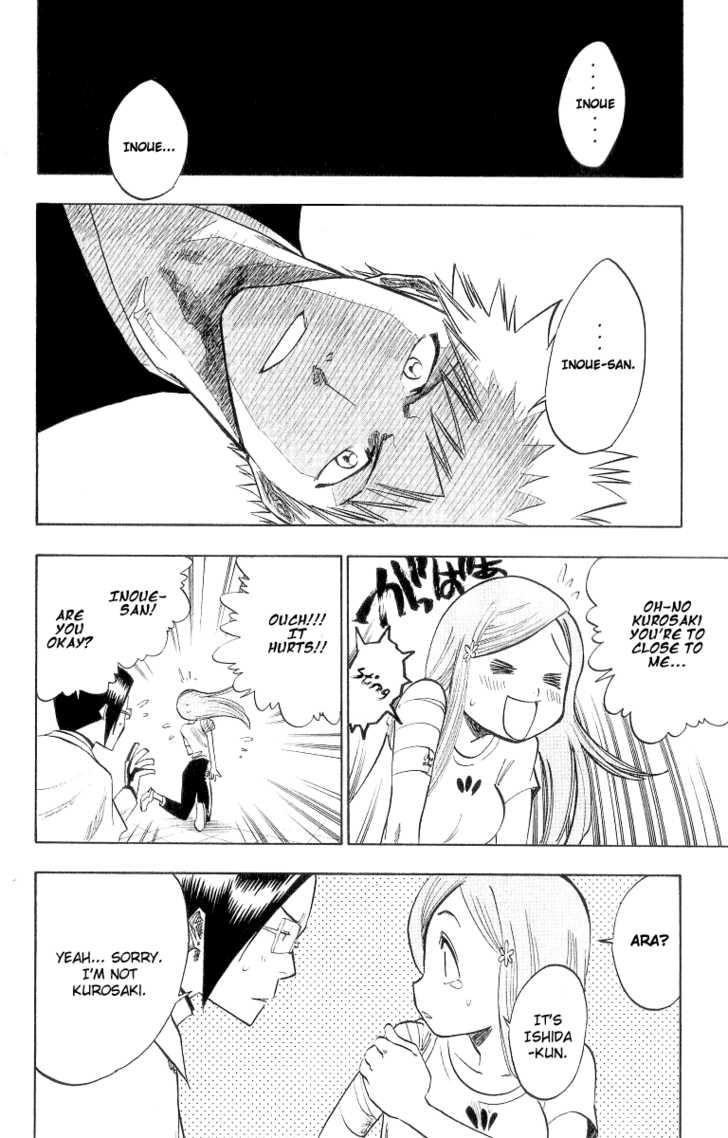 ......
INOUE
......
INOUE...
...
INOUE-SAN.
OH-NO
KUROSAKI
YOU'RE TO
CLOSE TO
ME...
Sting
OUCH!!!
IT
HURTS!!
INOUE-
SAN!
ARE
YOU
OKAY?
ARA?
IT'S
ISHIDA
-KUN.
YEAH... SORRY.
I'M NOT
KUROSAKI.